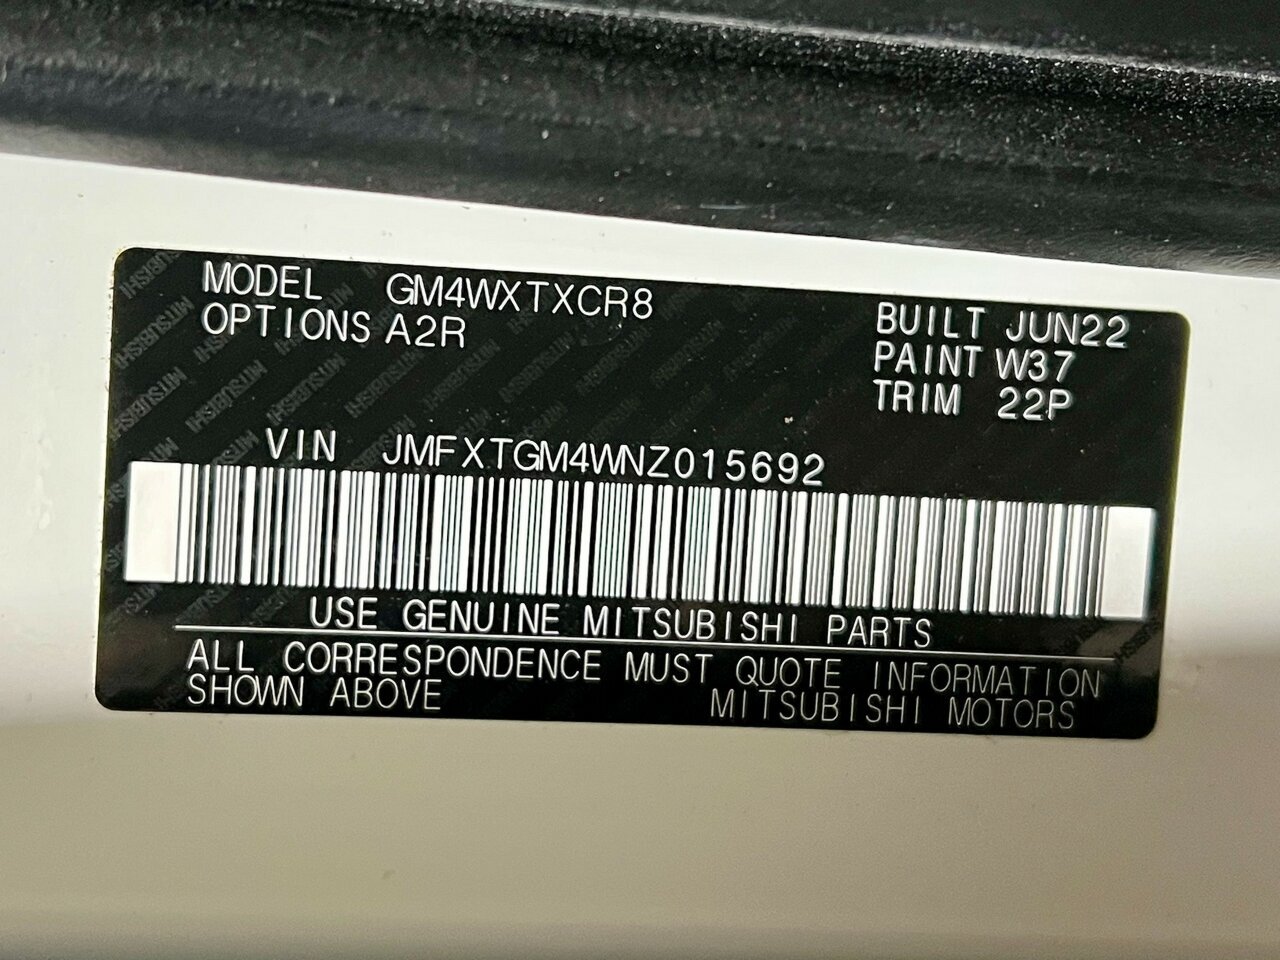 MODEL GM4WXTXCR8
OPTIONS A2R
BUILT JUN22
PAINT W37
TRIM 22P
VIN JMFXTGM4WNZ015692
USE GENUINE MITSUBISHI PARTS
ALL CORRESPONDENCE MUST QUOTE INFORMATION
SHOWN ABOVE MITSUBISHI MOTORS